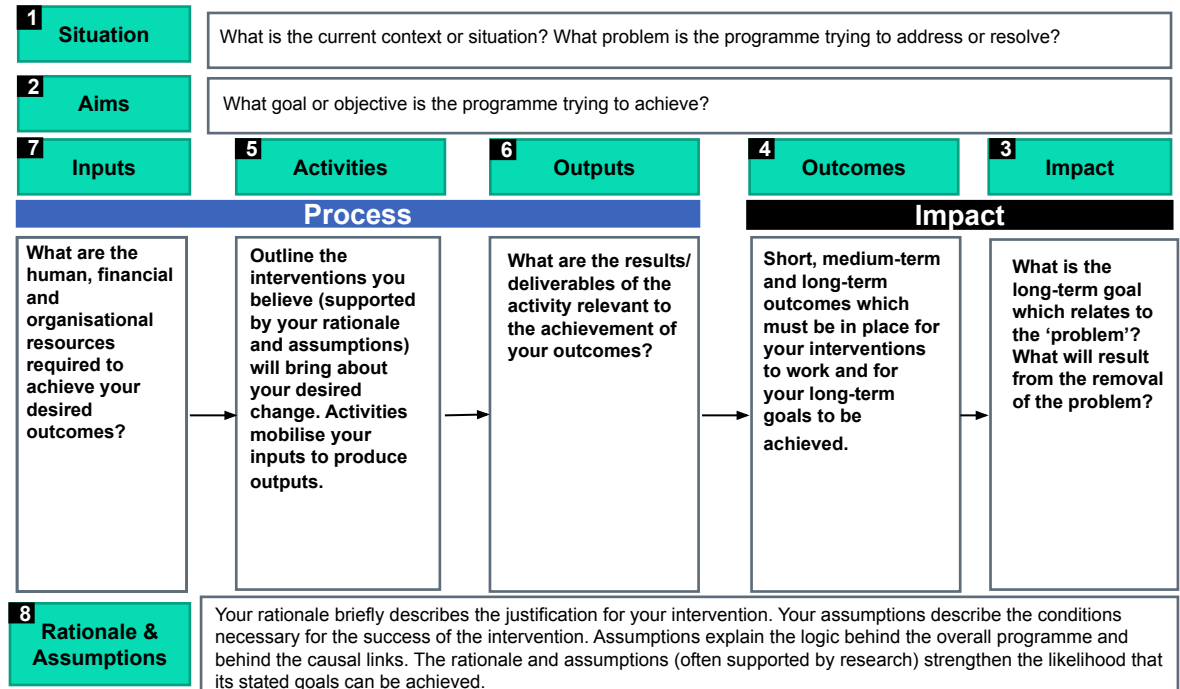 1
Situation
What is the current context or situation? What problem is the programme trying to address or resolve?
2
Aims
What goal or objective is the programme trying to achieve?
7
Inputs
5
Activities
6
Outputs
4
Outcomes
3
Impact
Process
Impact
What are the
human, financial
and
organisational
resources
required to
achieve your
desired
outcomes?
Outline the
interventions you
believe (supported
by your rationale
and assumptions)
will bring about
your desired
change. Activities
mobilise your
inputs to produce
outputs.
What are the results/
deliverables of the
activity relevant to
the achievement of
your outcomes?
Short, medium-term
and long-term
outcomes which
must be in place for
your interventions
to work and for
your long-term
goals to be
achieved.
What is the
long-term goal
which relates to
the ‘problem’?
What will result
from the removal
of the problem?
8
Rationale &
Assumptions
Your rationale briefly describes the justification for your intervention. Your assumptions describe the conditions
necessary for the success of the intervention. Assumptions explain the logic behind the overall programme and
behind the causal links. The rationale and assumptions (often supported by research) strengthen the likelihood that
its stated goals can be achieved.